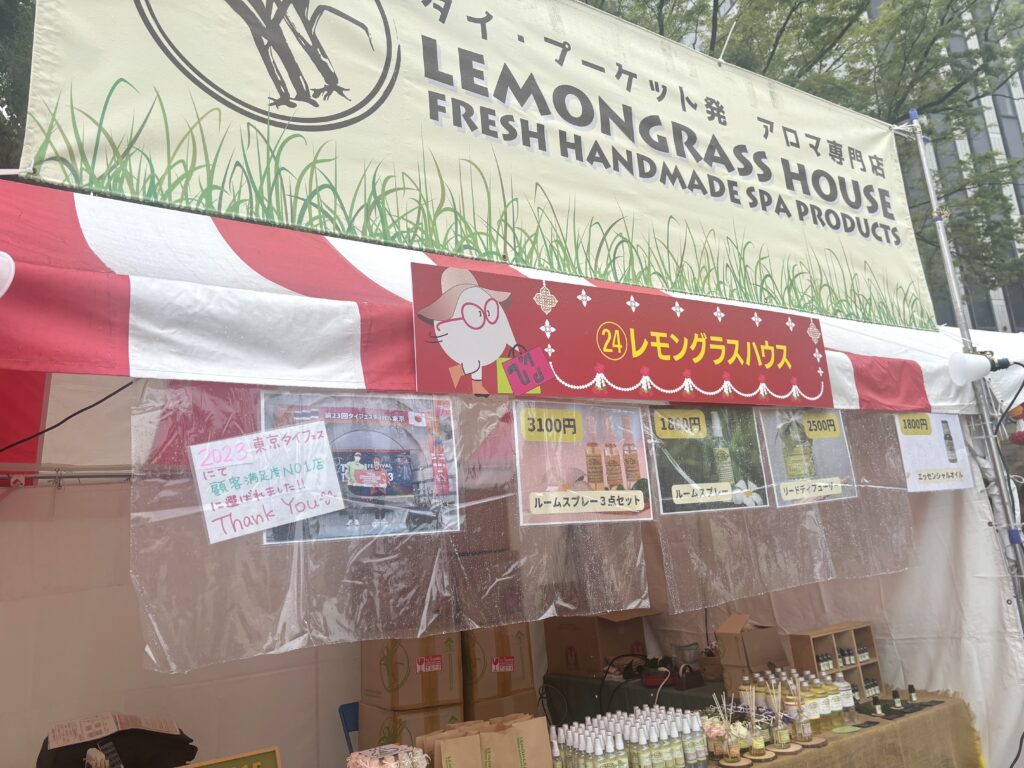 タイ・プーケット発 アロマ専門店
LEMONGRASS HOUSE
FRESH HANDMADE SPA PRODUCTS
㉔レモングラスハウス
2023 東京タイフェス
にて
顧客満足度NO1店
に選ばれました!!
Thank You
3100円
ルームスプレー3点セット
1800円
ルームスプレー
2500円
リードディフューザー
1800円
エッセンシャルオイル